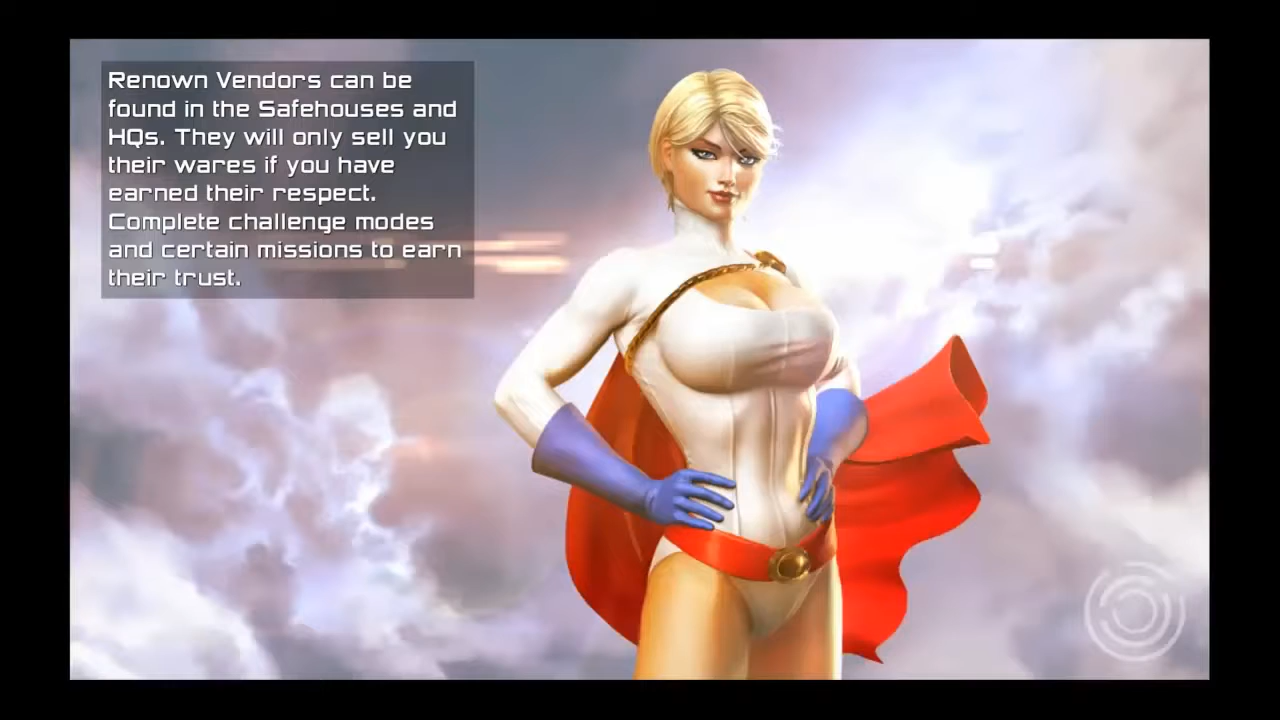 Renown Vendors can be
found in the Safehouses and
HQs. They will only sell you
their wares if you have
earned their respect.
Complete challenge modes
and certain missions to earn
their trust.